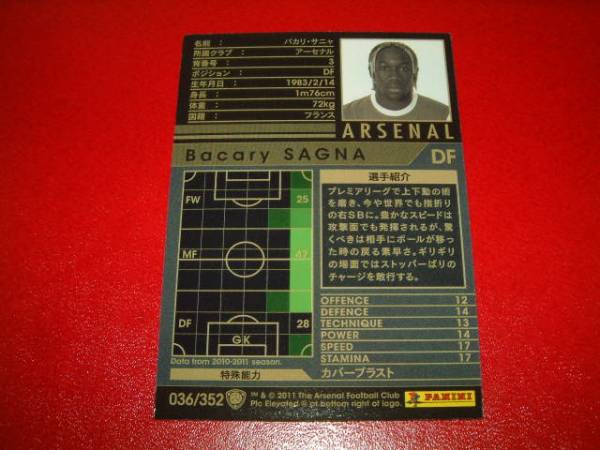 名前 : バカリ・サニャ
所属クラブ : アーセナル
背番号 : 3
ポジション : DF
生年月日 : 1983/2/14
身長 : 1m76cm
体重 : 72kg
国籍 : フランス
ARSENAL
Bacary SAGNA DF
FW 25
MF 47
DF 28
GK
Data from 2010-2011 season.
選手紹介
プレミアリーグで上下動の術
を磨き、今や世界でも指折り
の右SBに。豊かなスピードは
攻撃面でも発揮されるが、驚
くべきは相手にボールが移っ
た時の戻る素早さ。ギリギリ
の場面ではストッパーばりの
チャージを敢行する。
OFFENCE 12
DEFENCE 14
TECHNIQUE 13
POWER 14
SPEED 17
STAMINA 17
特殊能力 カバープラスト
036/352
TM & © 2011 The Arsenal Football Club
Plc Elevated ® at bottom right of logo.
PANINI